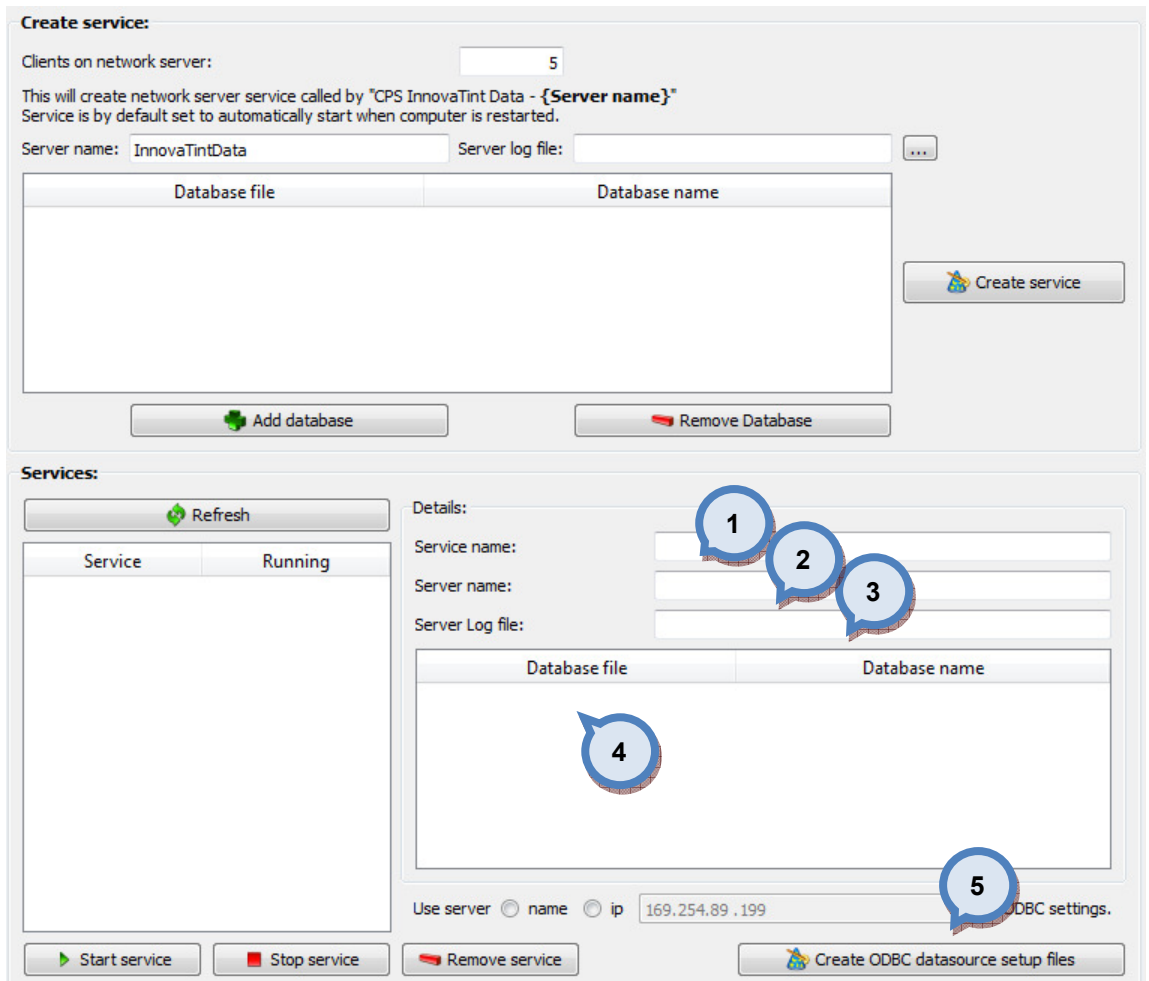 Create service:
Clients on network server: 5
This will create network server service called by "CPS InnovaTint Data - {Server name}"
Service is by default set to automatically start when computer is restarted.
Server name: InnovaTintData Server log file: ...
Database file Database name
Create service
Add database Remove Database
Services:
Refresh Details:
Service Running
Service name: 1
Server name: 2
Server Log file: 3
Database file Database name
4
5
Use server name ip 169.254.89 .199 ODBC settings.
Start service Stop service Remove service Create ODBC datasource setup files